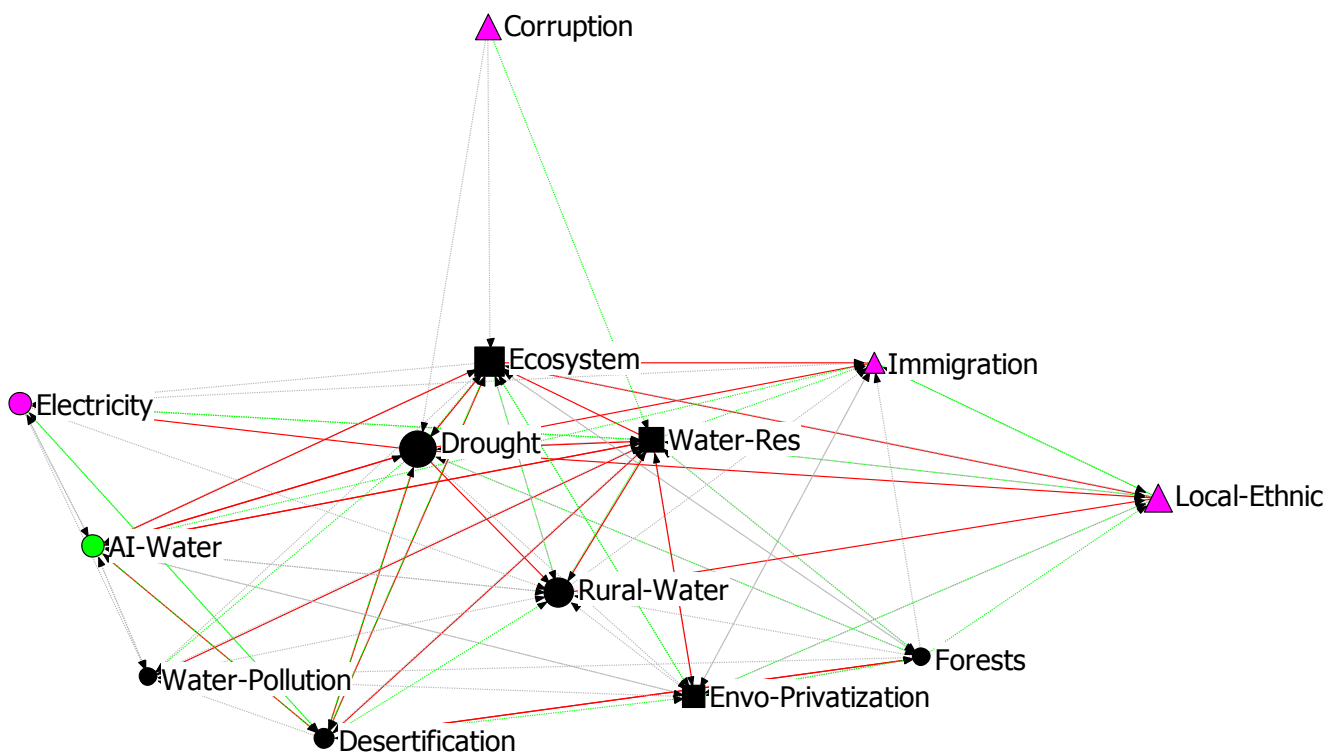 Corruption
Ecosystem
Immigration
Electricity
Drought
Water-Res
Local-Ethnic
AI-Water
Rural-Water
Forests
Water-Pollution
Envo-Privatization
Desertification